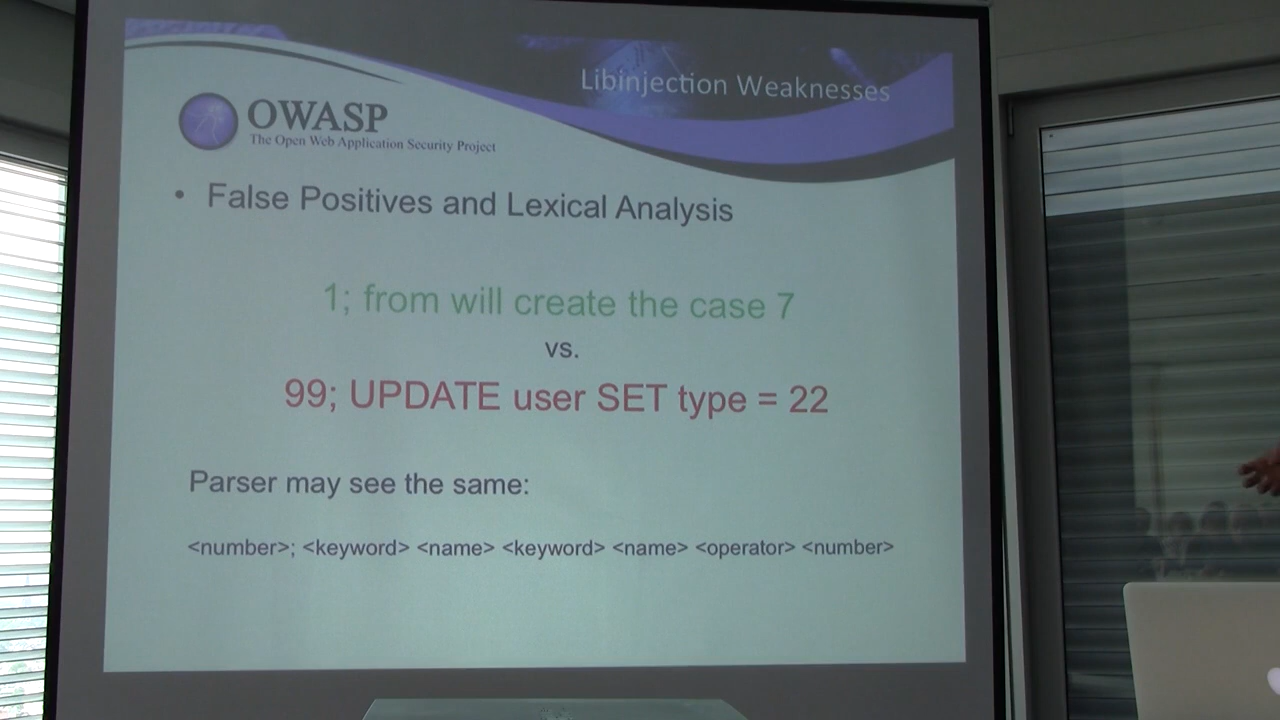 Libinjection Weaknesses
OWASP
The Open Web Application Security Project
• False Positives and Lexical Analysis
1; from will create the case 7
vs.
99; UPDATE user SET type = 22
Parser may see the same:
<number>; <keyword> <name> <keyword> <name> <operator> <number>